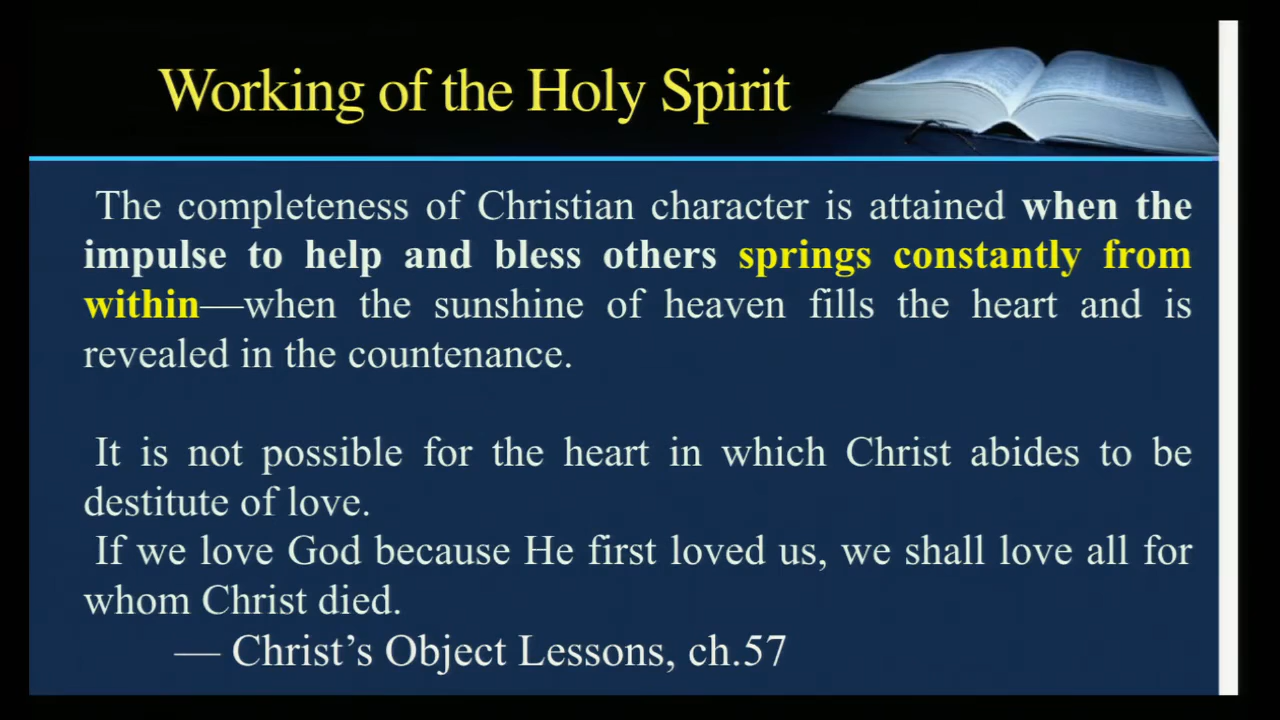 Working of the Holy Spirit
The completeness of Christian character is attained when the
impulse to help and bless others springs constantly from
within—when the sunshine of heaven fills the heart and is
revealed in the countenance.
It is not possible for the heart in which Christ abides to be
destitute of love.
If we love God because He first loved us, we shall love all for
whom Christ died.
— Christ’s Object Lessons, ch.57